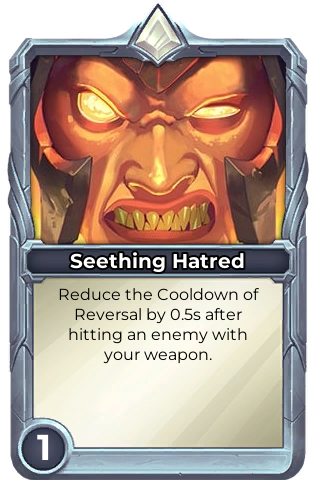 Seething Hatred
Reduce the Cooldown of
Reversal by 0.5s after
hitting an enemy with
your weapon.
1